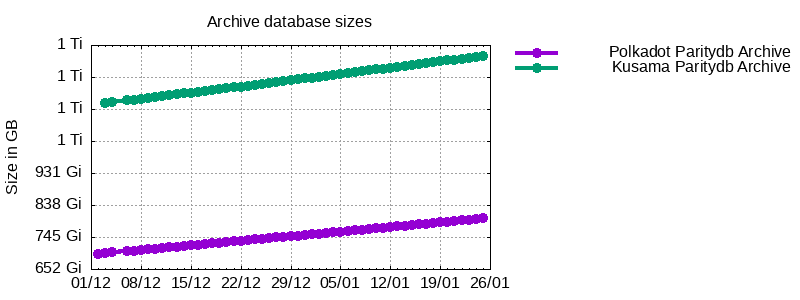 Archive database sizes
1 Ti
1 Ti
1 Ti
1 Ti
931 Gi
838 Gi
745 Gi
652 Gi
Size in GB
01/12 08/12 15/12 22/12 29/12 05/01 12/01 19/01 26/01
Polkadot Paritydb Archive
Kusama Paritydb Archive